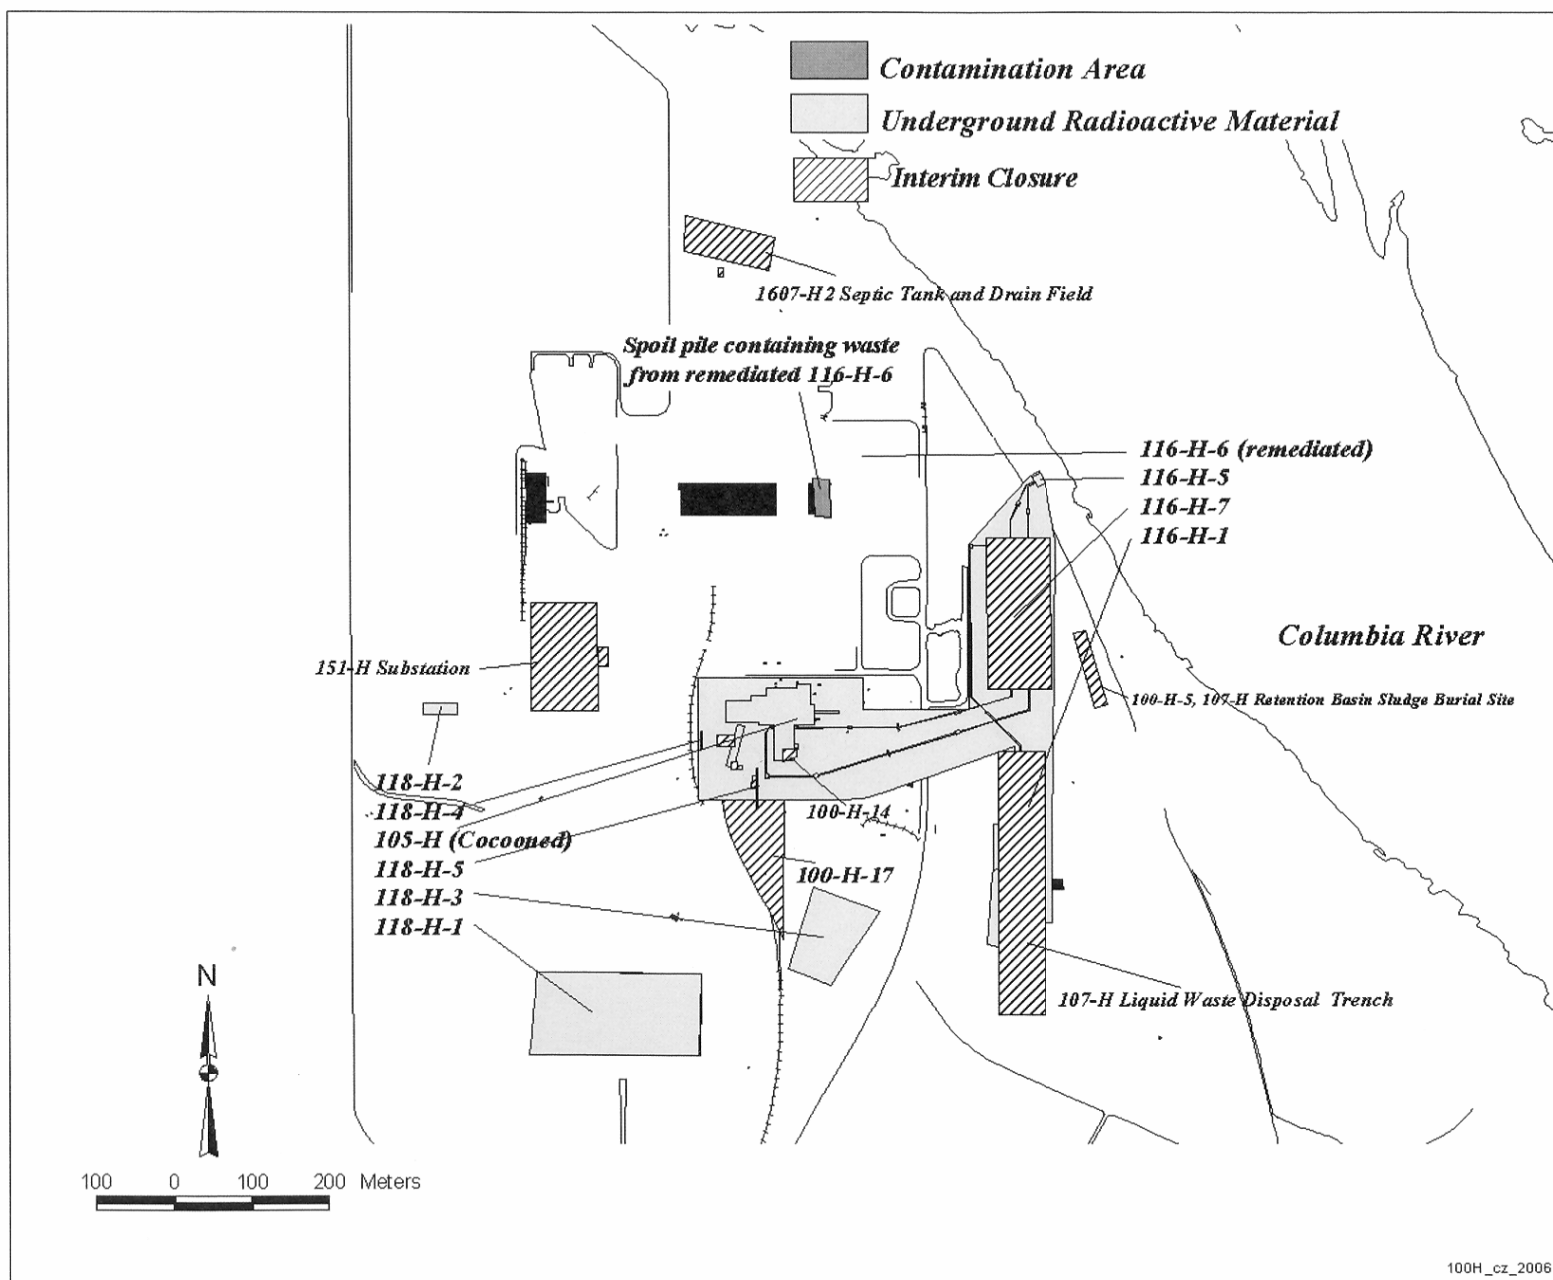 Contamination Area
Underground Radioactive Material
Interim Closure
1607-H2 Septic Tank and Drain Field
Spoil pile containing waste
from remediated 116-H-6
116-H-6 (remediated)
116-H-5
116-H-7
116-H-1
Columbia River
151-H Substation
100-H-5, 107-H Retention Basin Sludge Burial Site
118-H-2
118-H-4
105-H (Cocooned)
118-H-5
118-H-3
118-H-1
100-H-14
100-H-17
107-H Liquid Waste Disposal Trench
N
100 0 100 200 Meters
100H_cz_2006